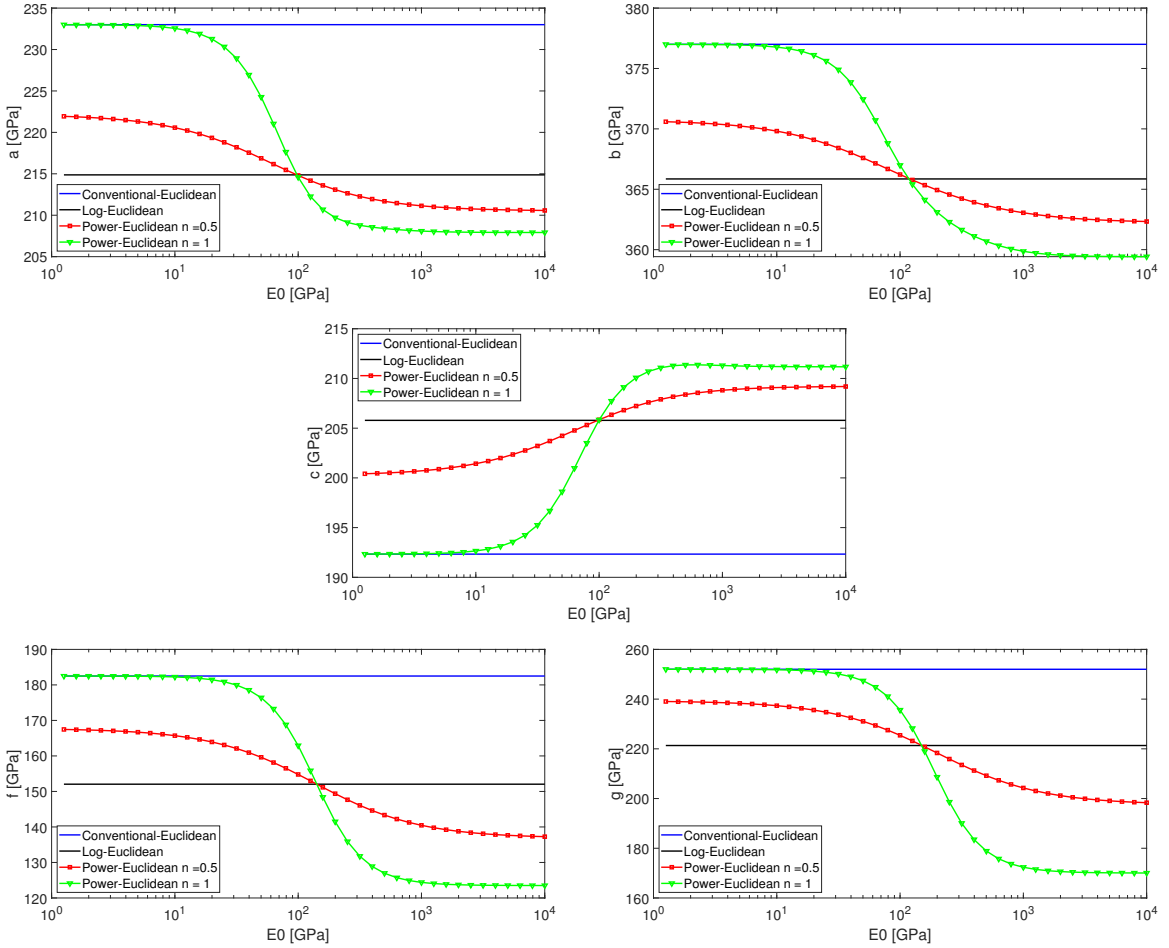 235
230
225
220
215
210
205
a [GPa]
Conventional-Euclidean
Log-Euclidean
Power-Euclidean n =0.5
Power-Euclidean n = 1
10^0
10^1
10^2
10^3
10^4
E0 [GPa]
380
375
370
365
360
b [GPa]
Conventional-Euclidean
Log-Euclidean
Power-Euclidean n =0.5
Power-Euclidean n = 1
10^0
10^1
10^2
10^3
10^4
E0 [GPa]
215
210
205
200
195
190
c [GPa]
Conventional-Euclidean
Log-Euclidean
Power-Euclidean n =0.5
Power-Euclidean n = 1
10^0
10^1
10^2
10^3
10^4
E0 [GPa]
190
180
170
160
150
140
130
120
f [GPa]
Conventional-Euclidean
Log-Euclidean
Power-Euclidean n =0.5
Power-Euclidean n = 1
10^0
10^1
10^2
10^3
10^4
E0 [GPa]
260
240
220
200
180
160
g [GPa]
Conventional-Euclidean
Log-Euclidean
Power-Euclidean n =0.5
Power-Euclidean n = 1
10^0
10^1
10^2
10^3
10^4
E0 [GPa]